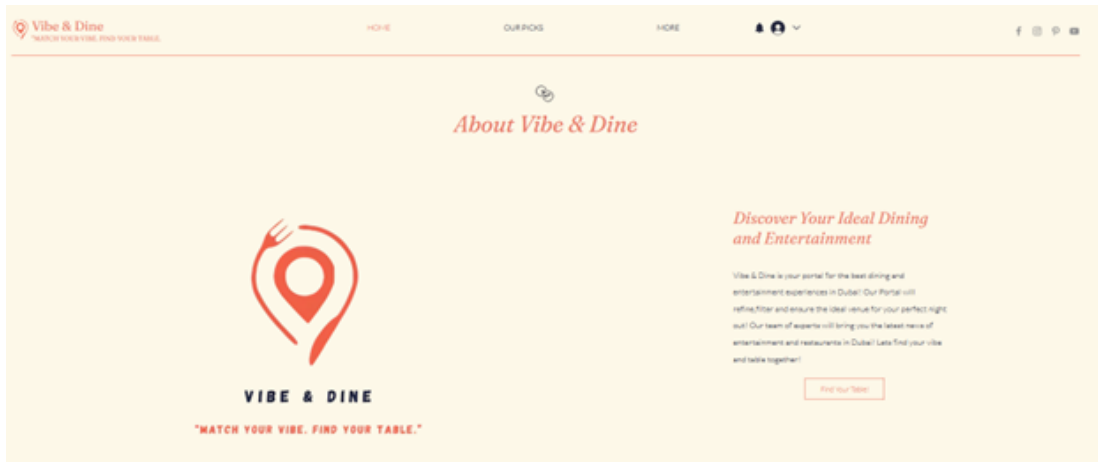 Vibe & Dine
"MATCH YOUR VIBE. FIND YOUR TABLE.
HOME
OUR PICKS
MORE
About Vibe & Dine
VIBE & DINE
"MATCH YOUR VIBE. FIND YOUR TABLE."
Discover Your Ideal Dining
and Entertainment
Vibe & Dine is your portal for the best dining and
entertainment experiences in Dubai! Our Portal will
refine,filter and ensure the ideal venue for your perfect night
out! Our team of experts will bring you the latest news of
entertainment and restaurants in Dubai! Lets find your vibe
and table together!
Find Your Table!